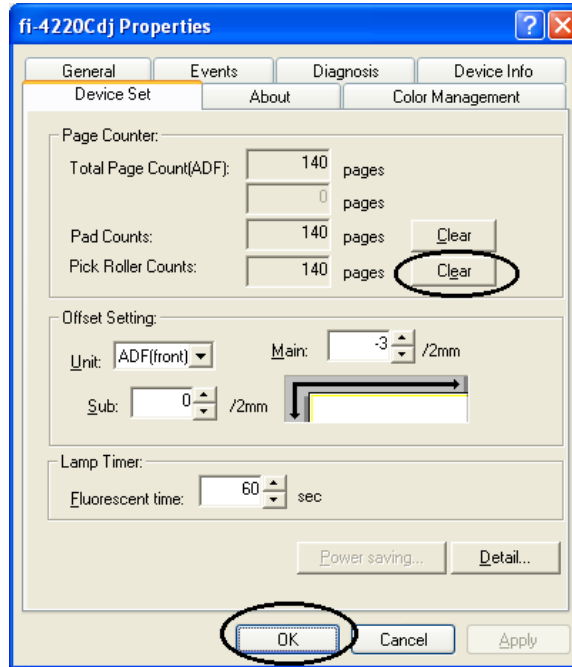 fi-4220Cdj Properties
General Events Diagnosis Device Info
Device Set About Color Management
Page Counter:
Total Page Count(ADF): 140 pages
0 pages
Pad Counts: 140 pages Clear
Pick Roller Counts: 140 pages Clear
Offset Setting:
Unit: ADF(front) Main: -3 /2mm
Sub: 0 /2mm
Lamp Timer:
Fluorescent time: 60 sec
Power saving... Detail...
OK Cancel Apply